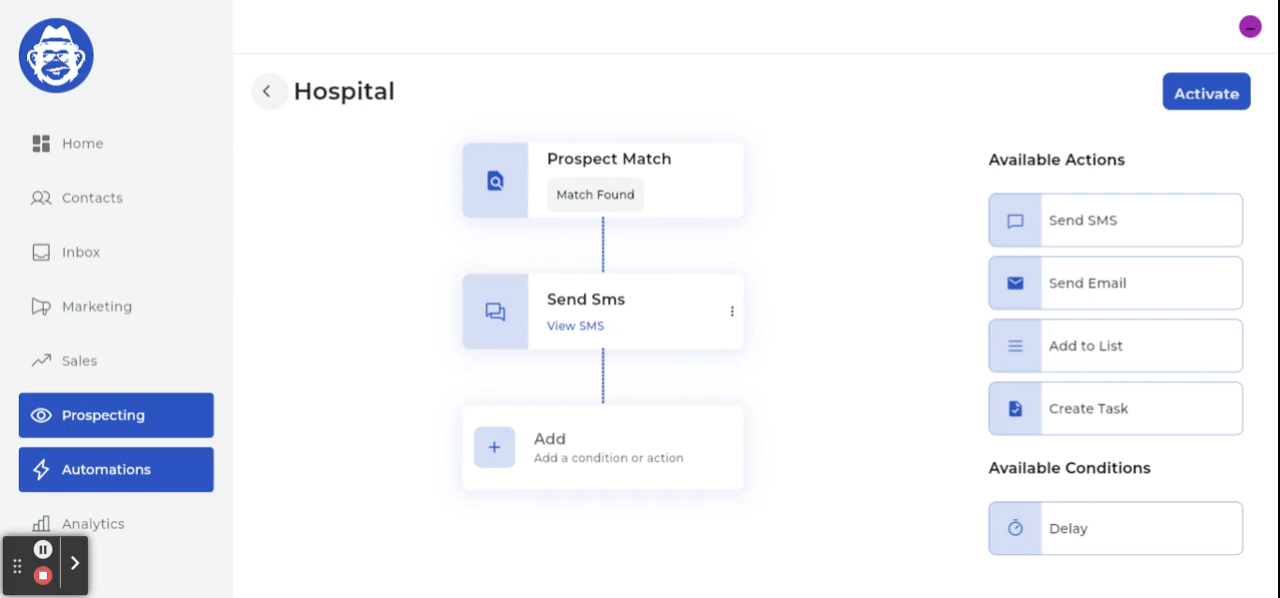 Home
Contacts
Inbox
Marketing
Sales
Prospecting
Automations
Analytics
Hospital
Activate
Prospect Match
Match Found
Send Sms
View SMS
Add
Add a condition or action
Available Actions
Send SMS
Send Email
Add to List
Create Task
Available Conditions
Delay